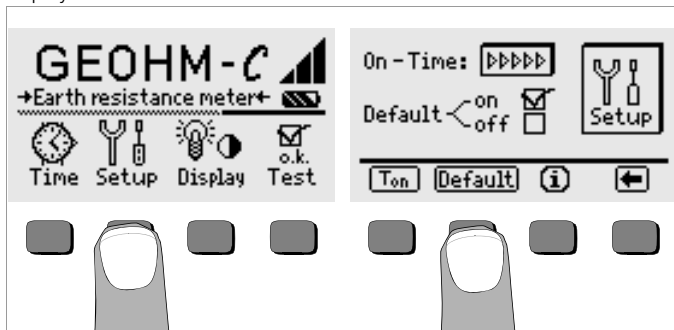 GEOHM-C
→Earth resistance meter←
Time Setup Display o.k. Test
On-Time: ▷▷▷▷▷
Default on
off
Setup
Ton Default i ←